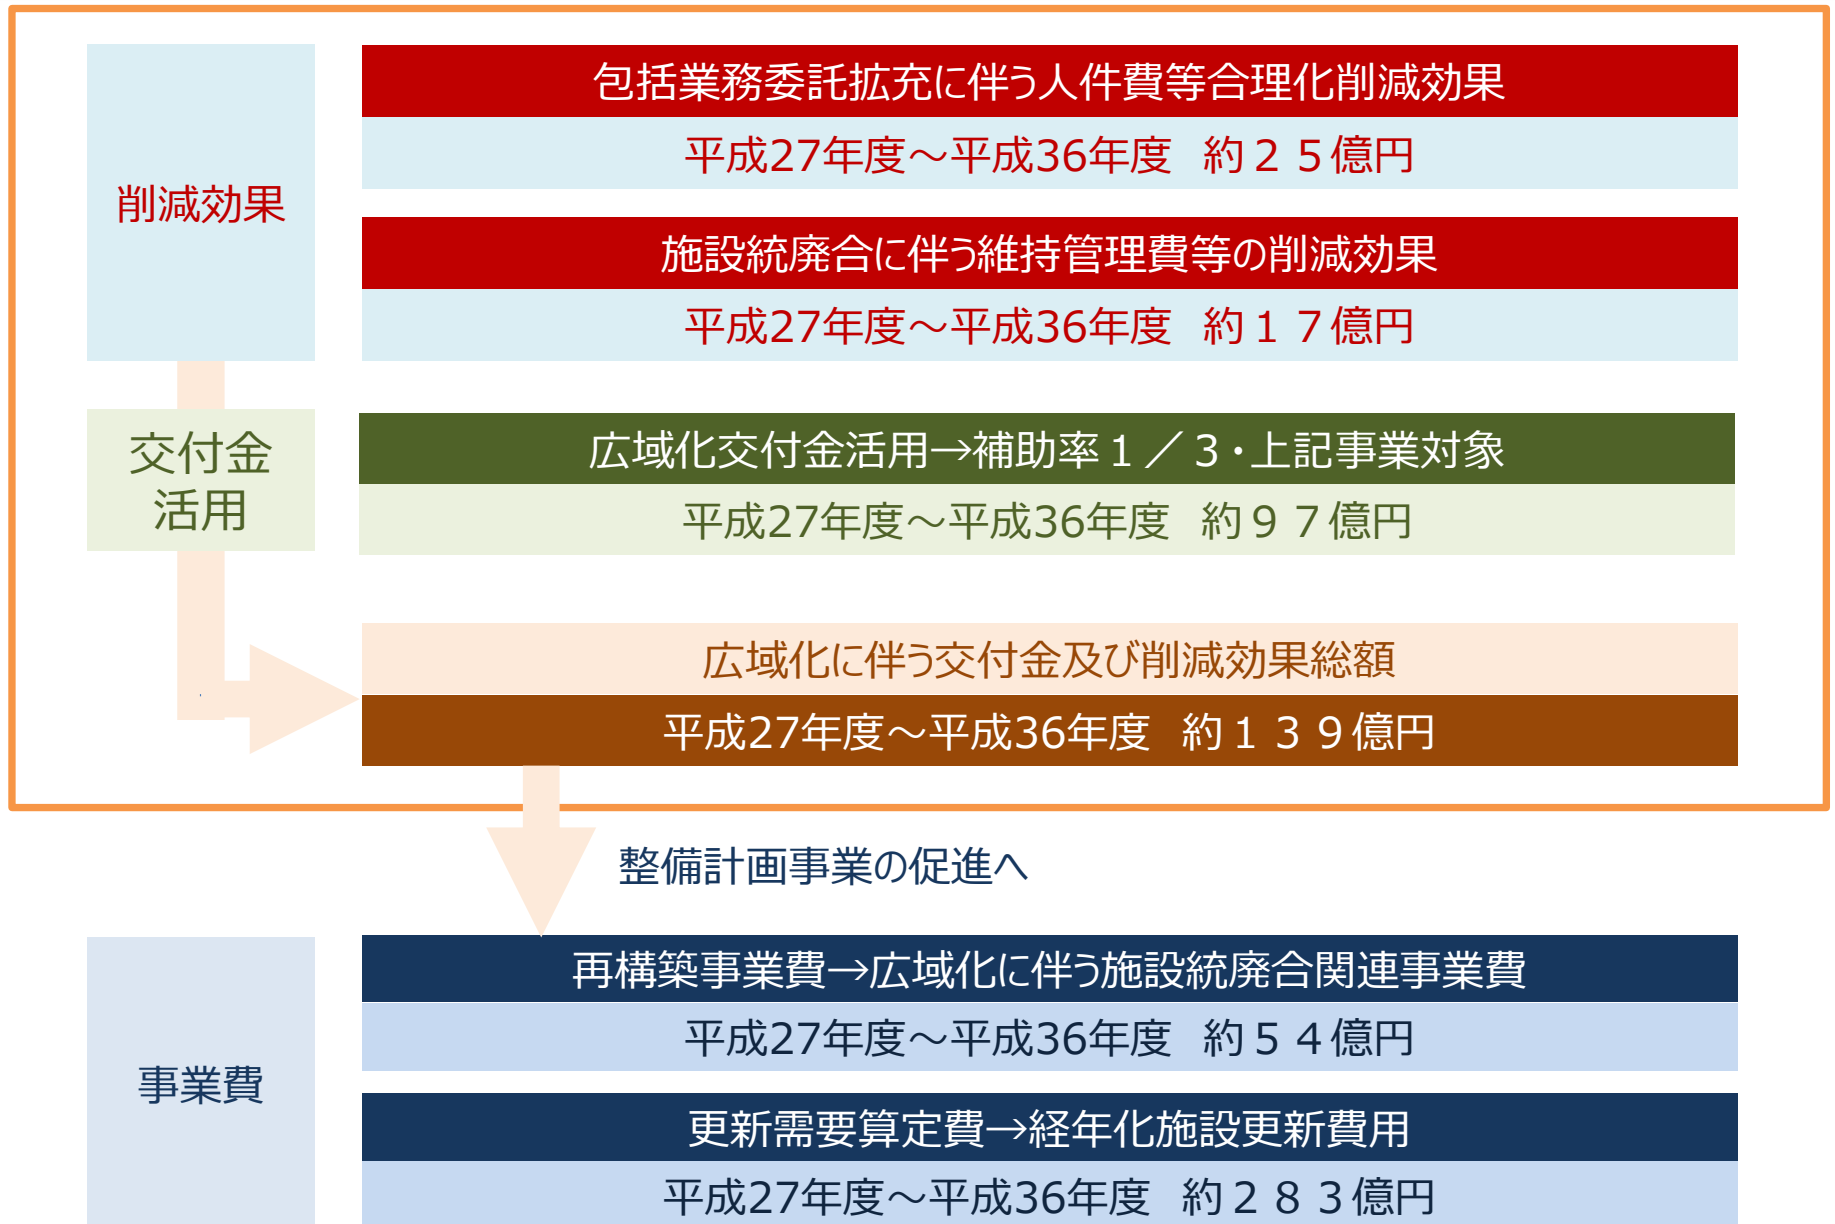 削減効果
包括業務委託拡充に伴う人件費等合理化削減効果
平成27年度～平成36年度　約２５億円
施設統廃合に伴う維持管理費等の削減効果
平成27年度～平成36年度　約１７億円
交付金
活用
広域化交付金活用→補助率１／３・上記事業対象
平成27年度～平成36年度　約９７億円
広域化に伴う交付金及び削減効果総額
平成27年度～平成36年度　約１３９億円
整備計画事業の促進へ
事業費
再構築事業費→広域化に伴う施設統廃合関連事業費
平成27年度～平成36年度　約５４億円
更新需要算定費→経年化施設更新費用
平成27年度～平成36年度　約２８３億円